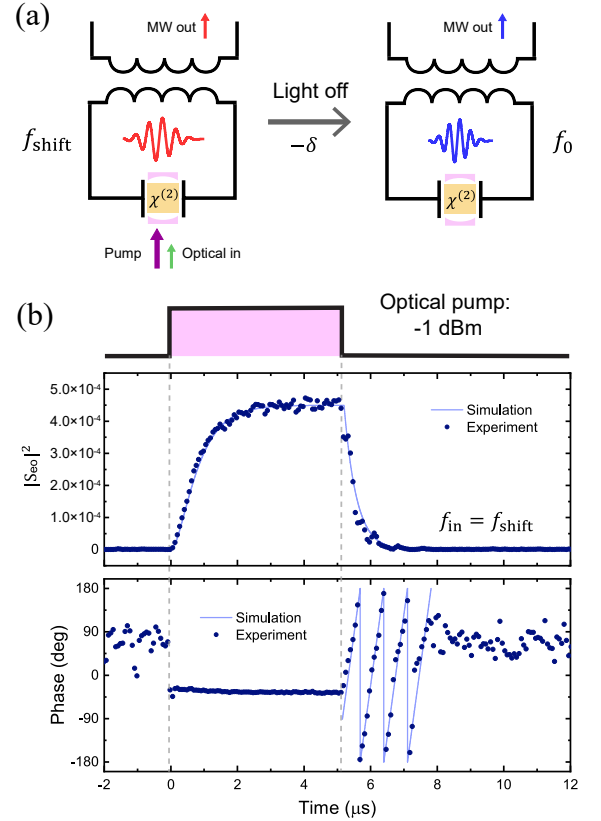 (a)
MW out
MW out
Light off
−δ
f_shift
f_0
χ^(2)
χ^(2)
Pump
Optical in
(b)
Optical pump:
-1 dBm
5.0×10⁻⁴
4.0×10⁻⁴
3.0×10⁻⁴
2.0×10⁻⁴
1.0×10⁻⁴
0
|S_eo|²
Simulation
Experiment
f_in = f_shift
180
90
0
-90
-180
Phase (deg)
Simulation
Experiment
-2 0 2 4 6 8 10 12
Time (μs)